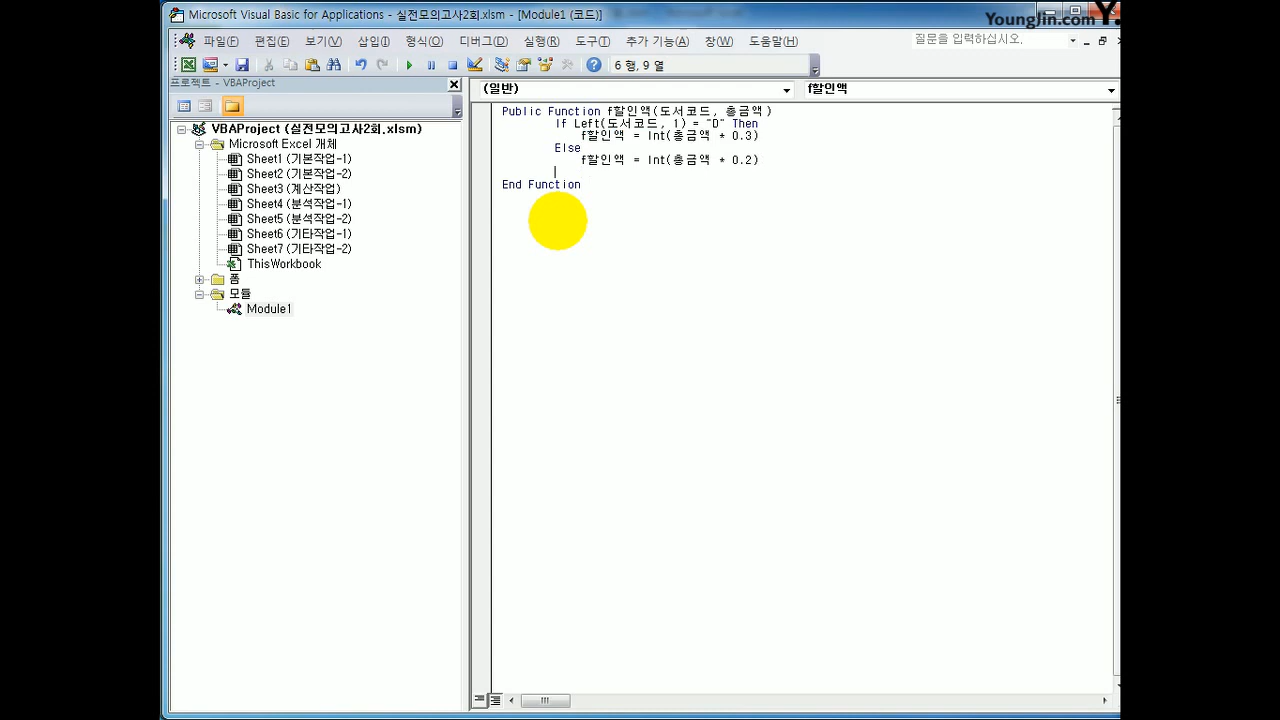 Microsoft Visual Basic for Applications - 실전모의고사2회.xlsm - [Module1 (코드)]
YoungJin.com Y.
파일(F) 편집(E) 보기(V) 삽입(I) 형식(O) 디버그(D) 실행(R) 도구(T) 추가 기능(A) 창(W) 도움말(H) 질문을 입력하십시오.
6 행, 9 열
프로젝트 - VBAProject
(일반) f할인액
VBAProject (실전모의고사2회.xlsm)
Microsoft Excel 개체
Sheet1 (기본작업-1)
Sheet2 (기본작업-2)
Sheet3 (계산작업)
Sheet4 (분석작업-1)
Sheet5 (분석작업-2)
Sheet6 (기타작업-1)
Sheet7 (기타작업-2)
ThisWorkbook
폼
모듈
Module1
Public Function f할인액(도서코드, 총금액)
If Left(도서코드, 1) = "D" Then
f할인액 = Int(총금액 * 0.3)
Else
f할인액 = Int(총금액 * 0.2)
End Function